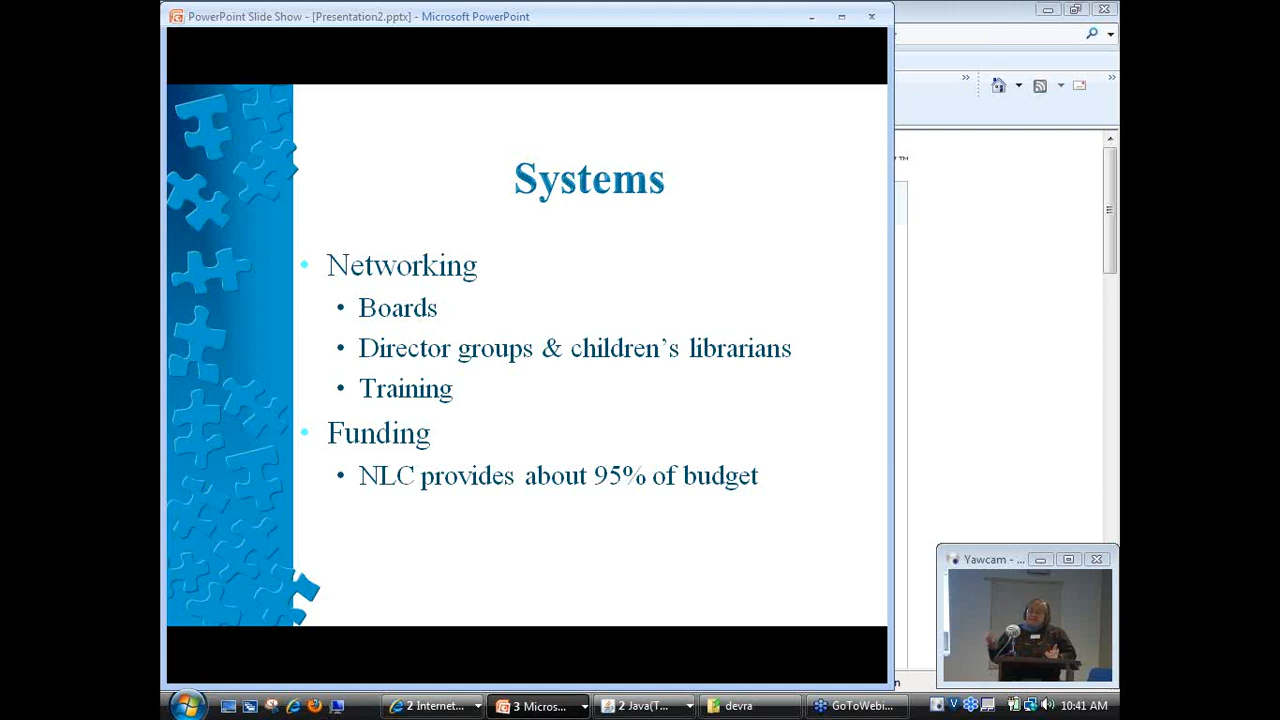 PowerPoint Slide Show - [Presentation2.pptx] - Microsoft PowerPoint
Systems
• Networking
• Boards
• Director groups & children’s librarians
• Training
• Funding
• NLC provides about 95% of budget
Yawcam - ...
2 Internet...
3 Micros...
2 Java(T...
devra
GoToWebi...
10:41 AM